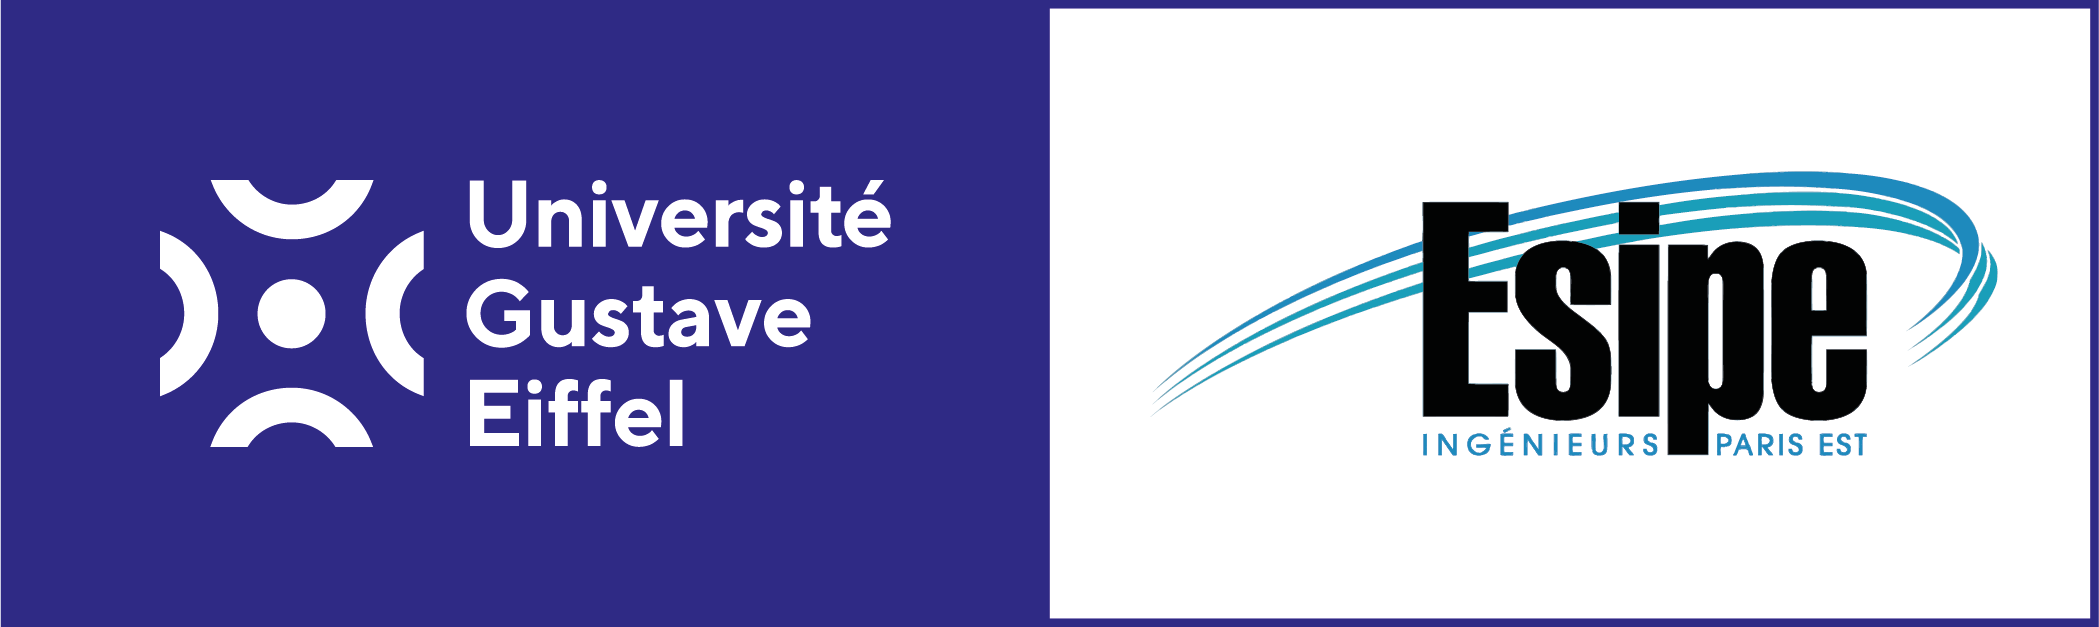 Université
Gustave
Eiffel
Esipe
INGÉNIEURS PARIS EST